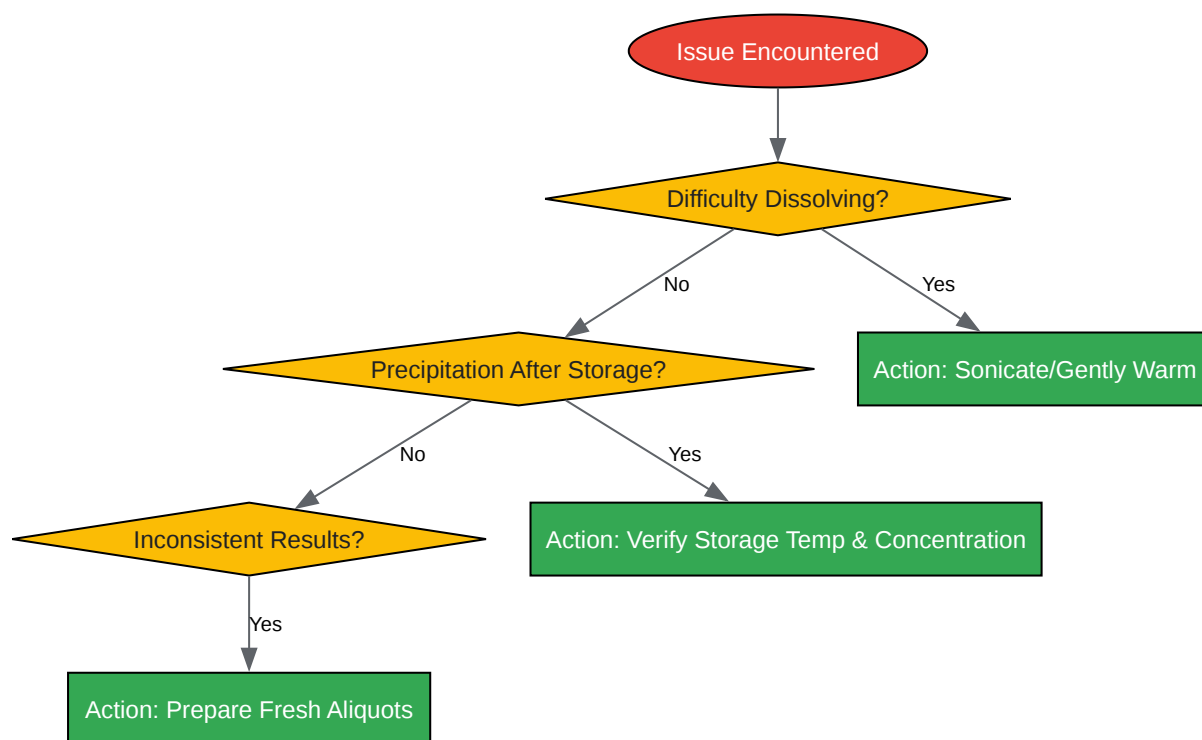 Issue Encountered
Difficulty Dissolving?
No
Yes
Precipitation After Storage?
Action: Sonicate/Gently Warm
No
Yes
Inconsistent Results?
Action: Verify Storage Temp & Concentration
Yes
Action: Prepare Fresh Aliquots